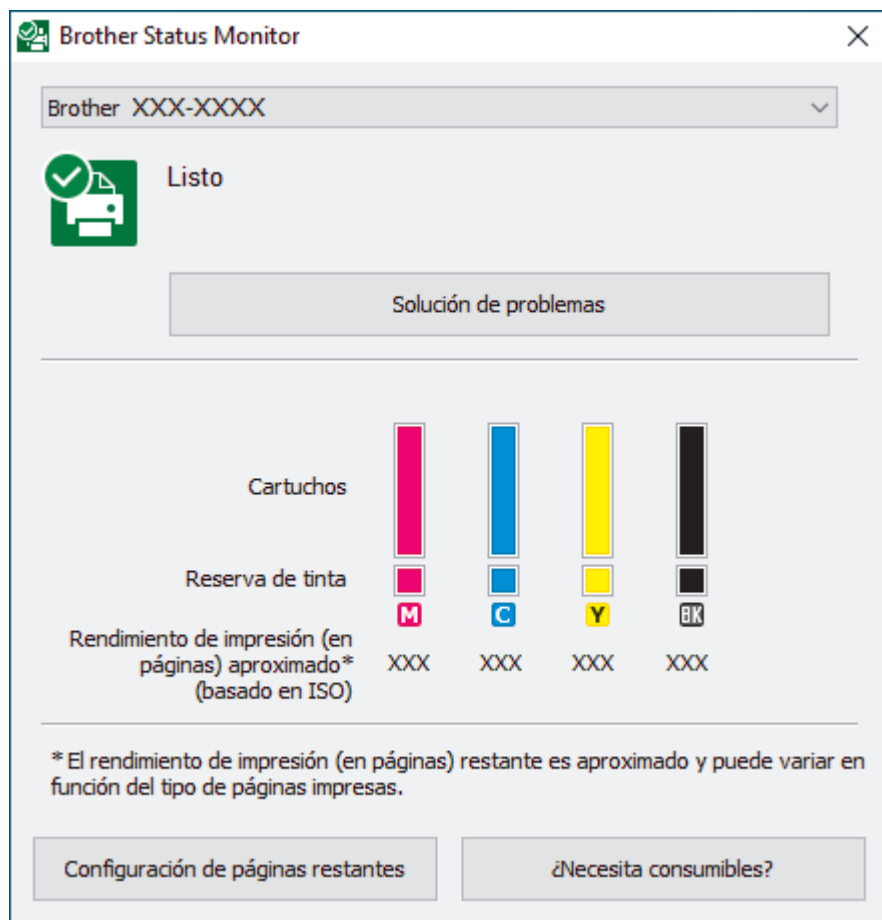 Brother Status Monitor
Brother XXX-XXXX
Listo
Solución de problemas
Cartuchos
Reserva de tinta
M C Y BK
Rendimiento de impresión (en
páginas) aproximado*
(basado en ISO)
XXX XXX XXX XXX
* El rendimiento de impresión (en páginas) restante es aproximado y puede variar en
función del tipo de páginas impresas.
Configuración de páginas restantes
¿Necesita consumibles?